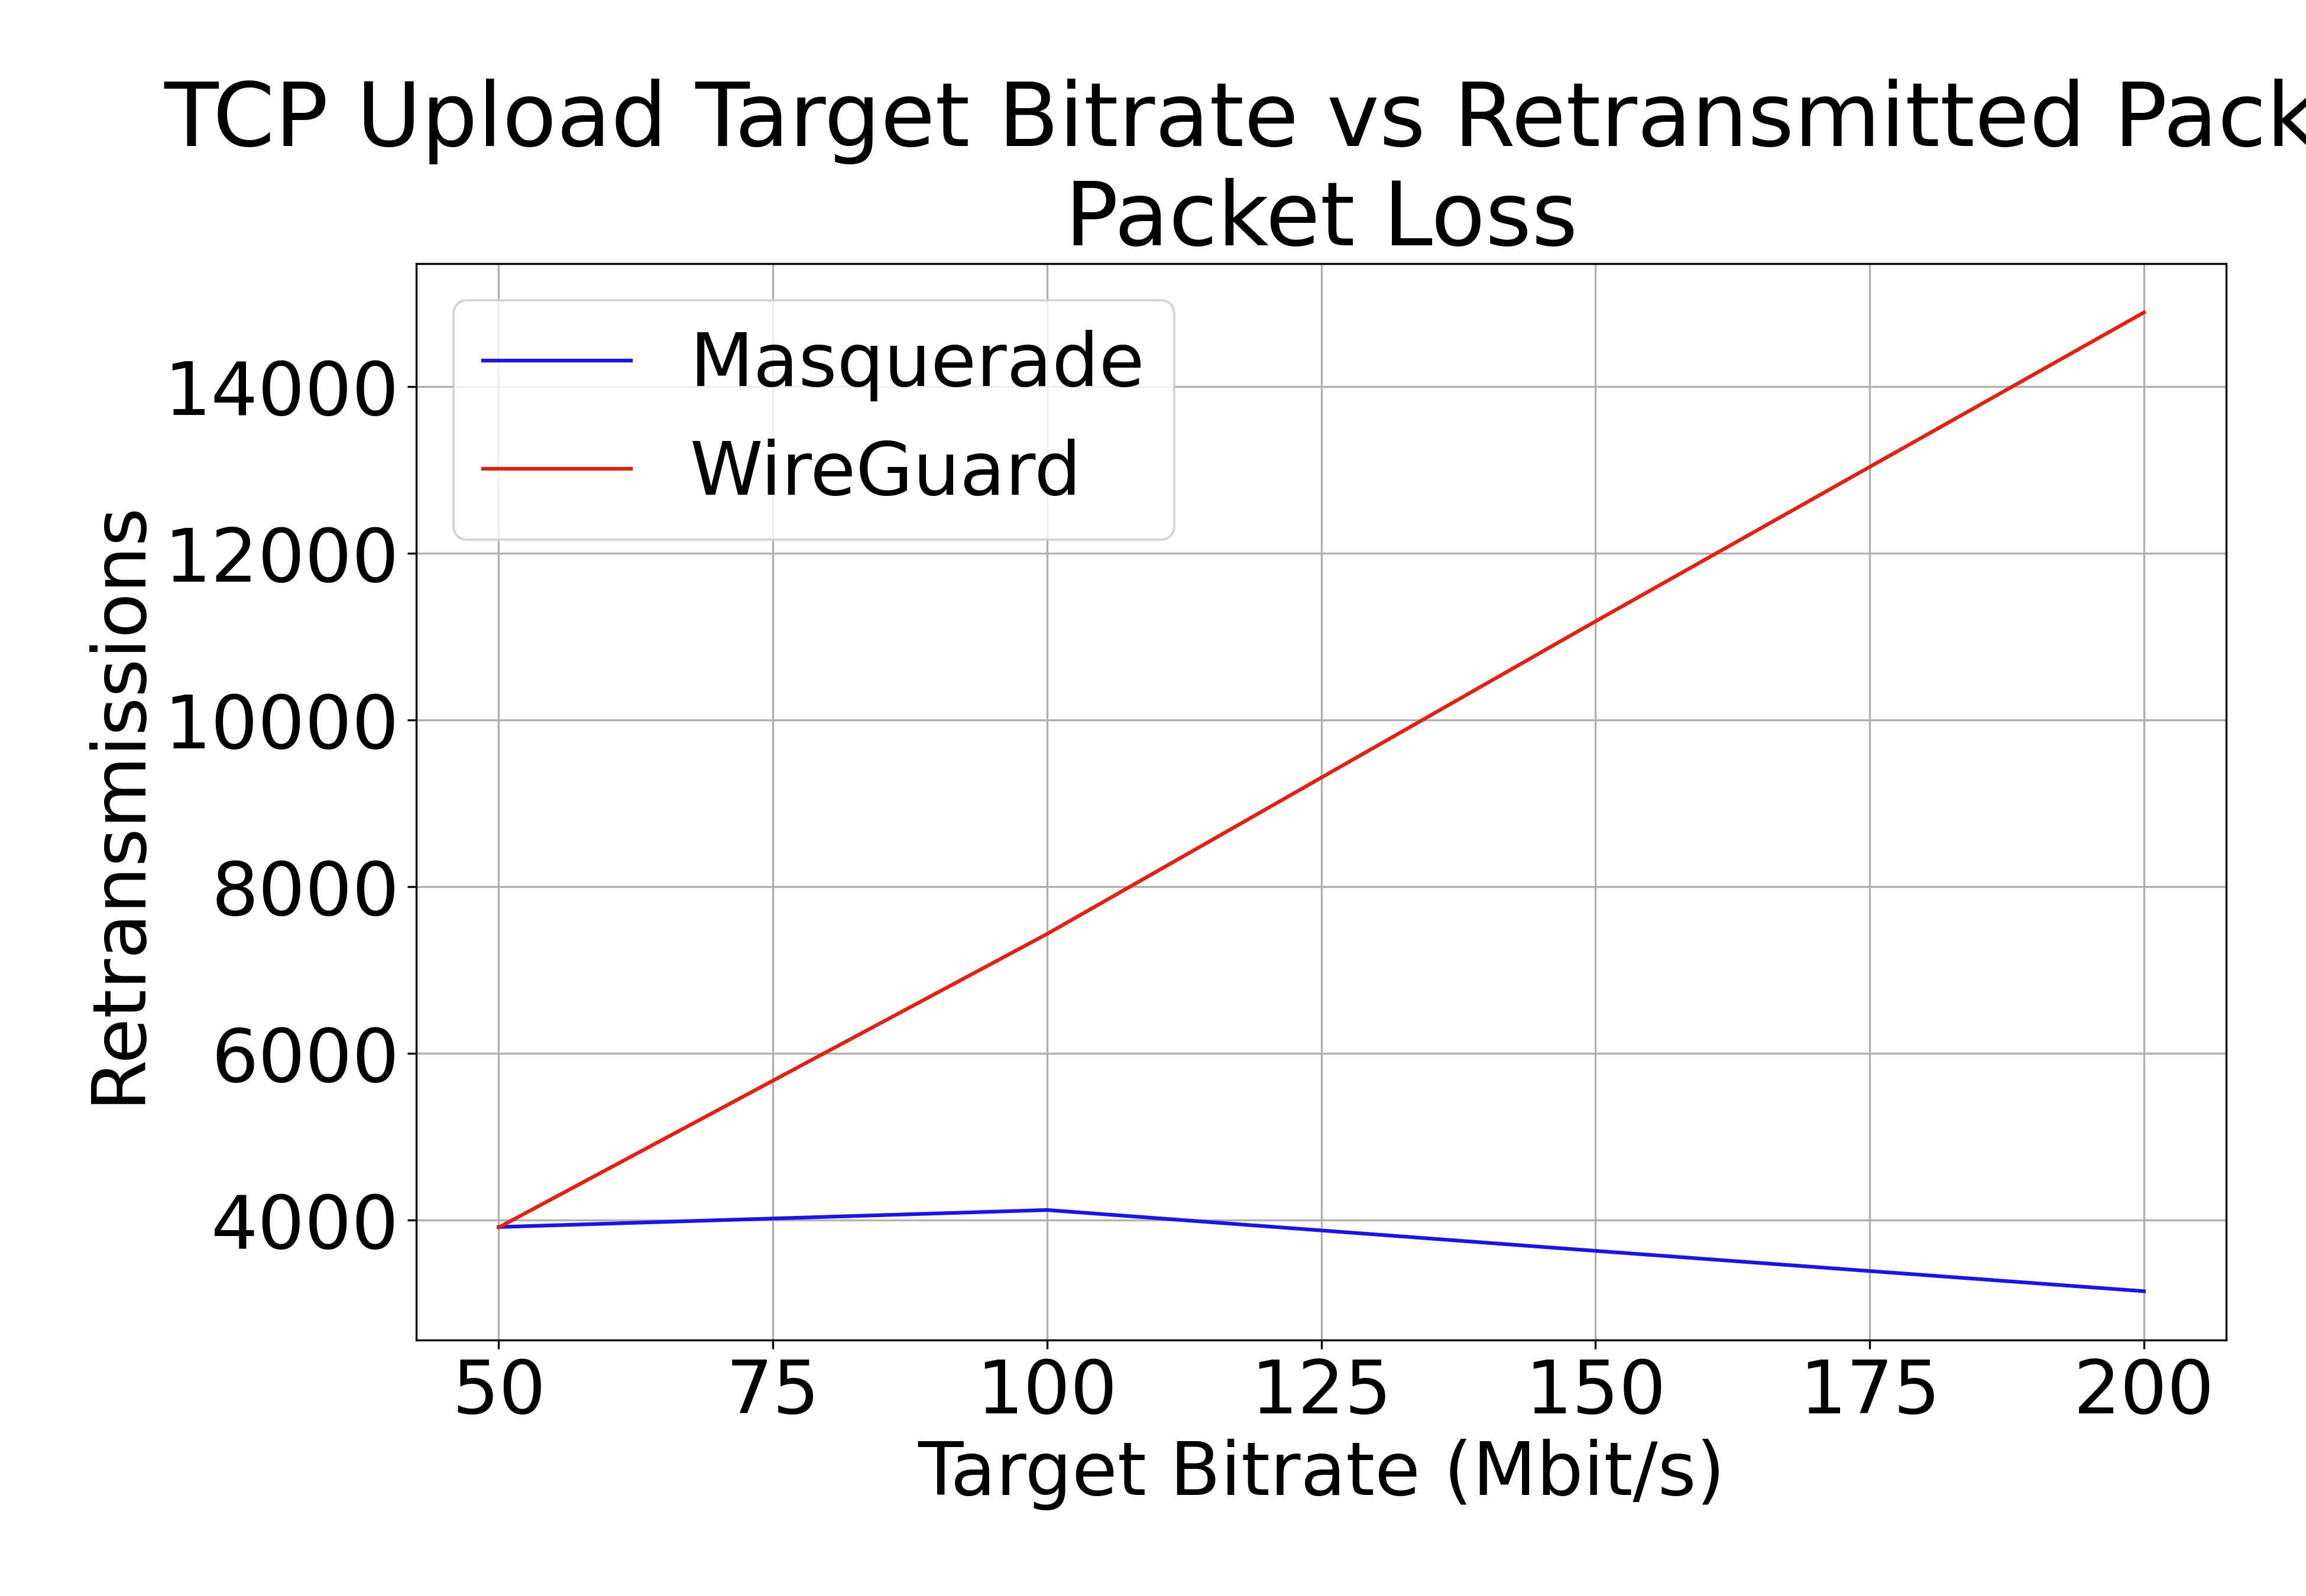 TCP Upload Target Bitrate vs Retransmitted
Packet Loss
Masquerade
WireGuard
Retransmissions
14000
12000
10000
8000
6000
4000
50 75 100 125 150 175 200
Target Bitrate (Mbit/s)